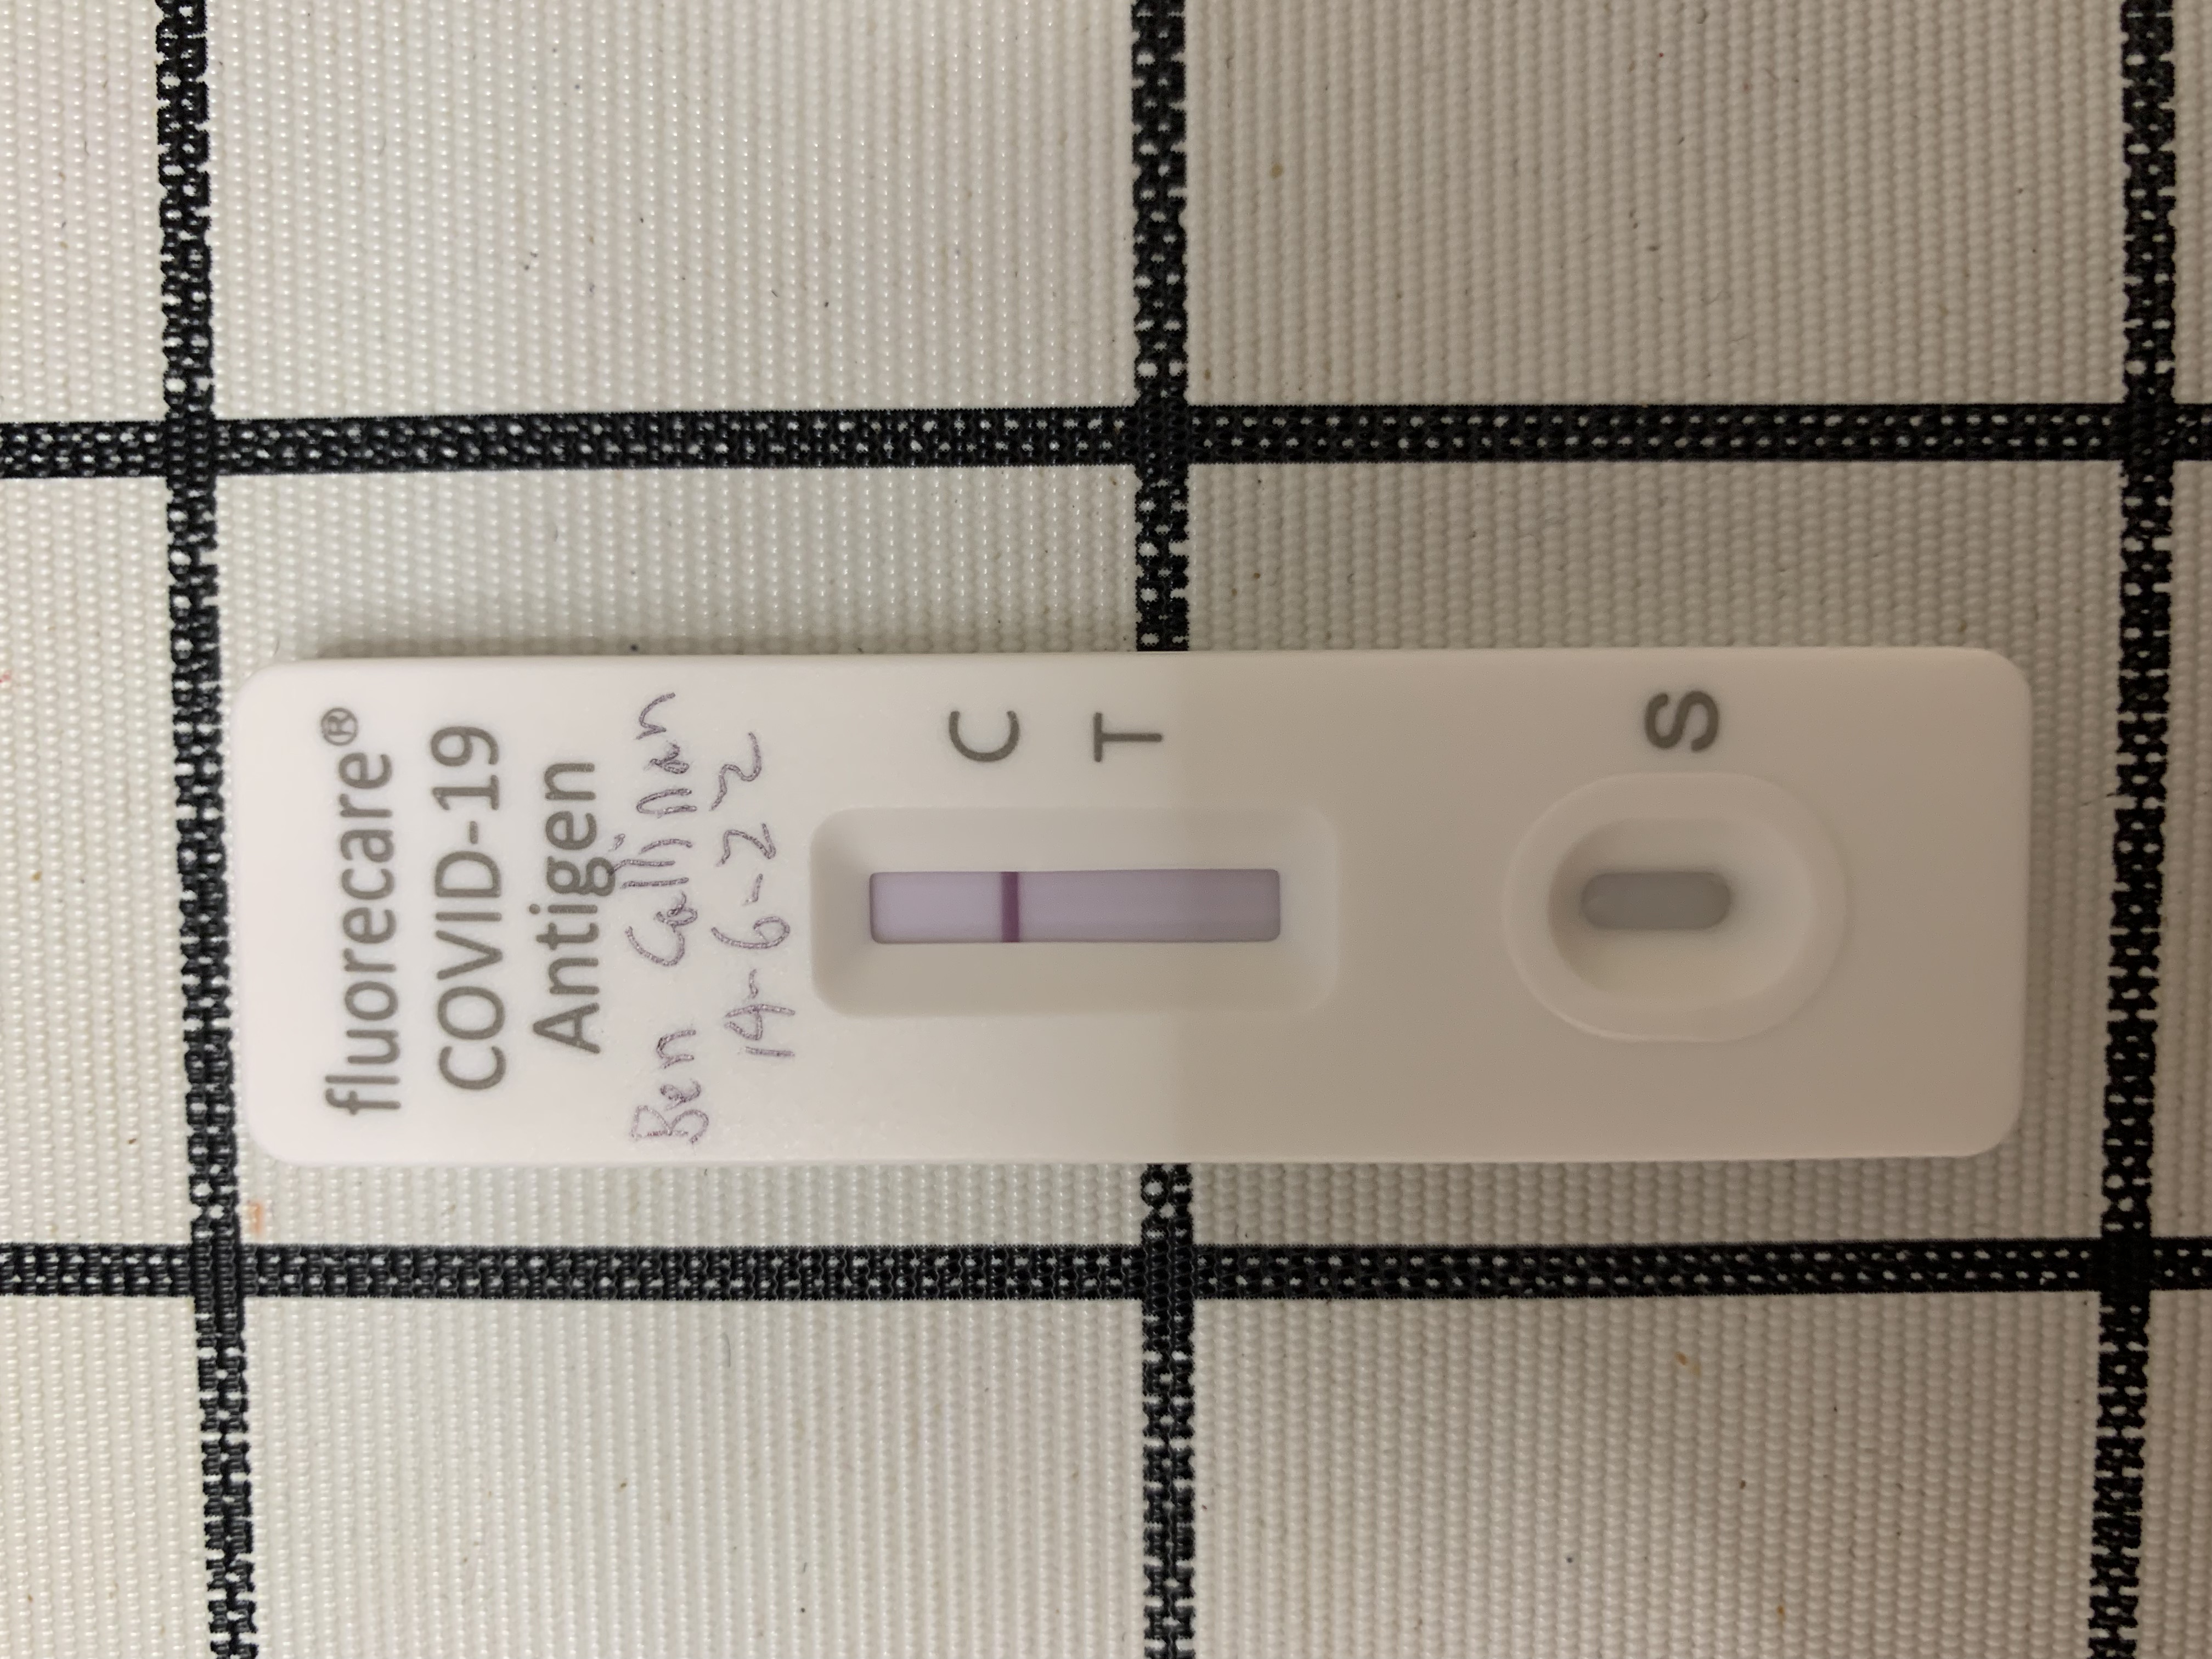 fluorecare®
COVID-19
Antigen
Ben Callinan
14-6-22
C
T
S